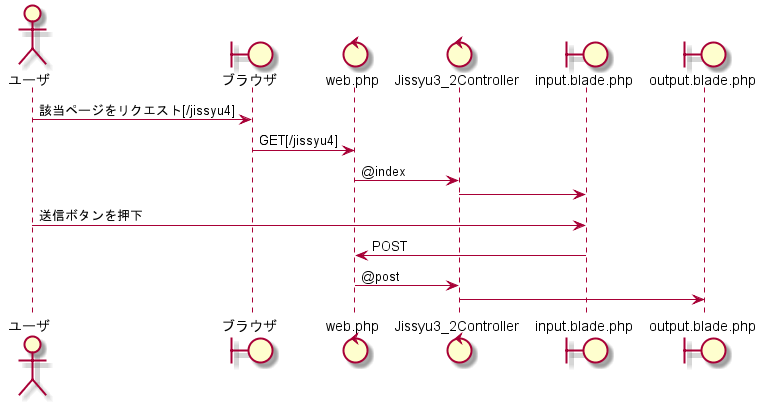 ユーザ ブラウザ web.php Jissyu3_2Controller input.blade.php output.blade.php
該当ページをリクエスト[/jissyu4]
GET[/jissyu4]
@index
送信ボタンを押下
POST
@post
ユーザ ブラウザ web.php Jissyu3_2Controller input.blade.php output.blade.php